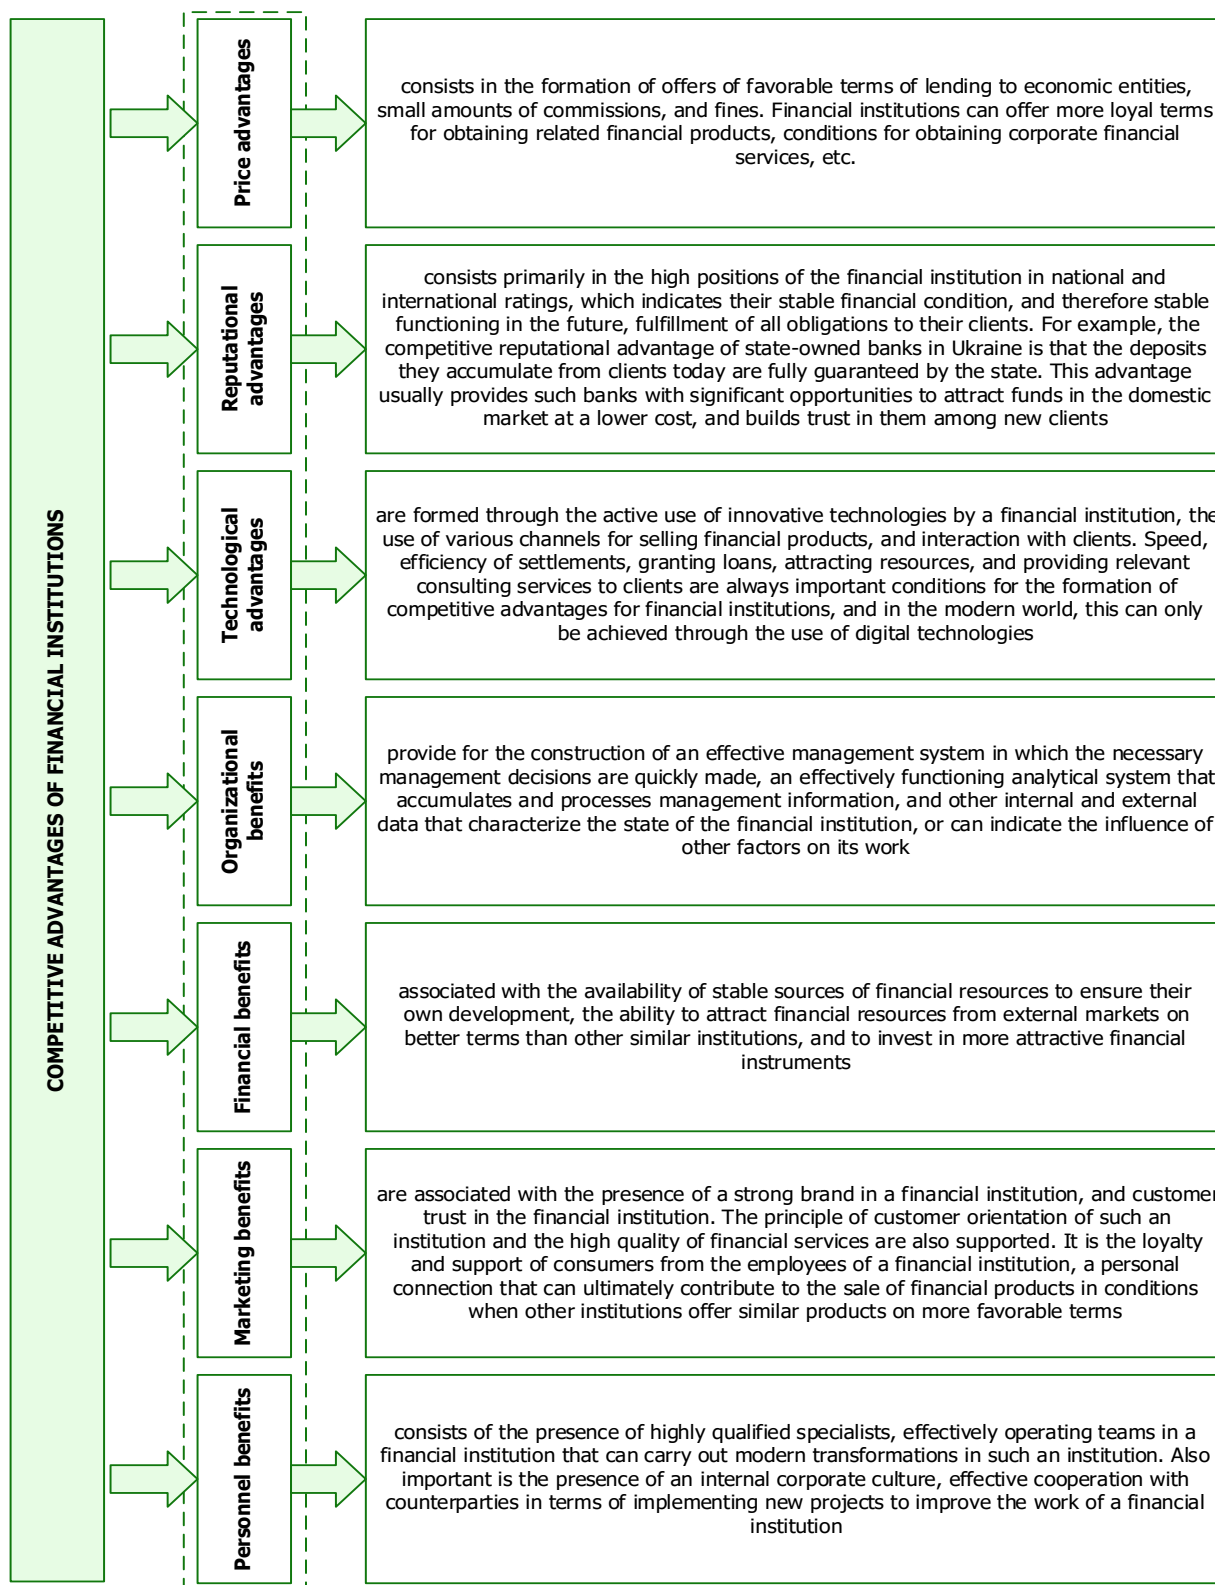 COMPETITIVE ADVANTAGES OF FINANCIAL INSTITUTIONS
Price advantages
consists in the formation of offers of favorable terms of lending to economic entities,
small amounts of commissions, and fines. Financial institutions can offer more loyal terms
for obtaining related financial products, conditions for obtaining corporate financial
services, etc.
Reputational
advantages
consists primarily in the high positions of the financial institution in national and
international ratings, which indicates their stable financial condition, and therefore stable
functioning in the future, fulfillment of all obligations to their clients. For example, the
competitive reputational advantage of state-owned banks in Ukraine is that the deposits
they accumulate from clients today are fully guaranteed by the state. This advantage
usually provides such banks with significant opportunities to attract funds in the domestic
market at a lower cost, and builds trust in them among new clients
Technological
advantages
are formed through the active use of innovative technologies by a financial institution, the
use of various channels for selling financial products, and interaction with clients. Speed,
efficiency of settlements, granting loans, attracting resources, and providing relevant
consulting services to clients are always important conditions for the formation of
competitive advantages for financial institutions, and in the modern world, this can only
be achieved through the use of digital technologies
Organizational
benefits
provide for the construction of an effective management system in which the necessary
management decisions are quickly made, an effectively functioning analytical system that
accumulates and processes management information, and other internal and external
data that characterize the state of the financial institution, or can indicate the influence of
other factors on its work
Financial benefits
associated with the availability of stable sources of financial resources to ensure their
own development, the ability to attract financial resources from external markets on
better terms than other similar institutions, and to invest in more attractive financial
instruments
Marketing benefits
are associated with the presence of a strong brand in a financial institution, and customer
trust in the financial institution. The principle of customer orientation of such an
institution and the high quality of financial services are also supported. It is the loyalty
and support of consumers from the employees of a financial institution, a personal
connection that can ultimately contribute to the sale of financial products in conditions
when other institutions offer similar products on more favorable terms
Personnel benefits
consists of the presence of highly qualified specialists, effectively operating teams in a
financial institution that can carry out modern transformations in such an institution. Also
important is the presence of an internal corporate culture, effective cooperation with
counterparties in terms of implementing new projects to improve the work of a financial
institution